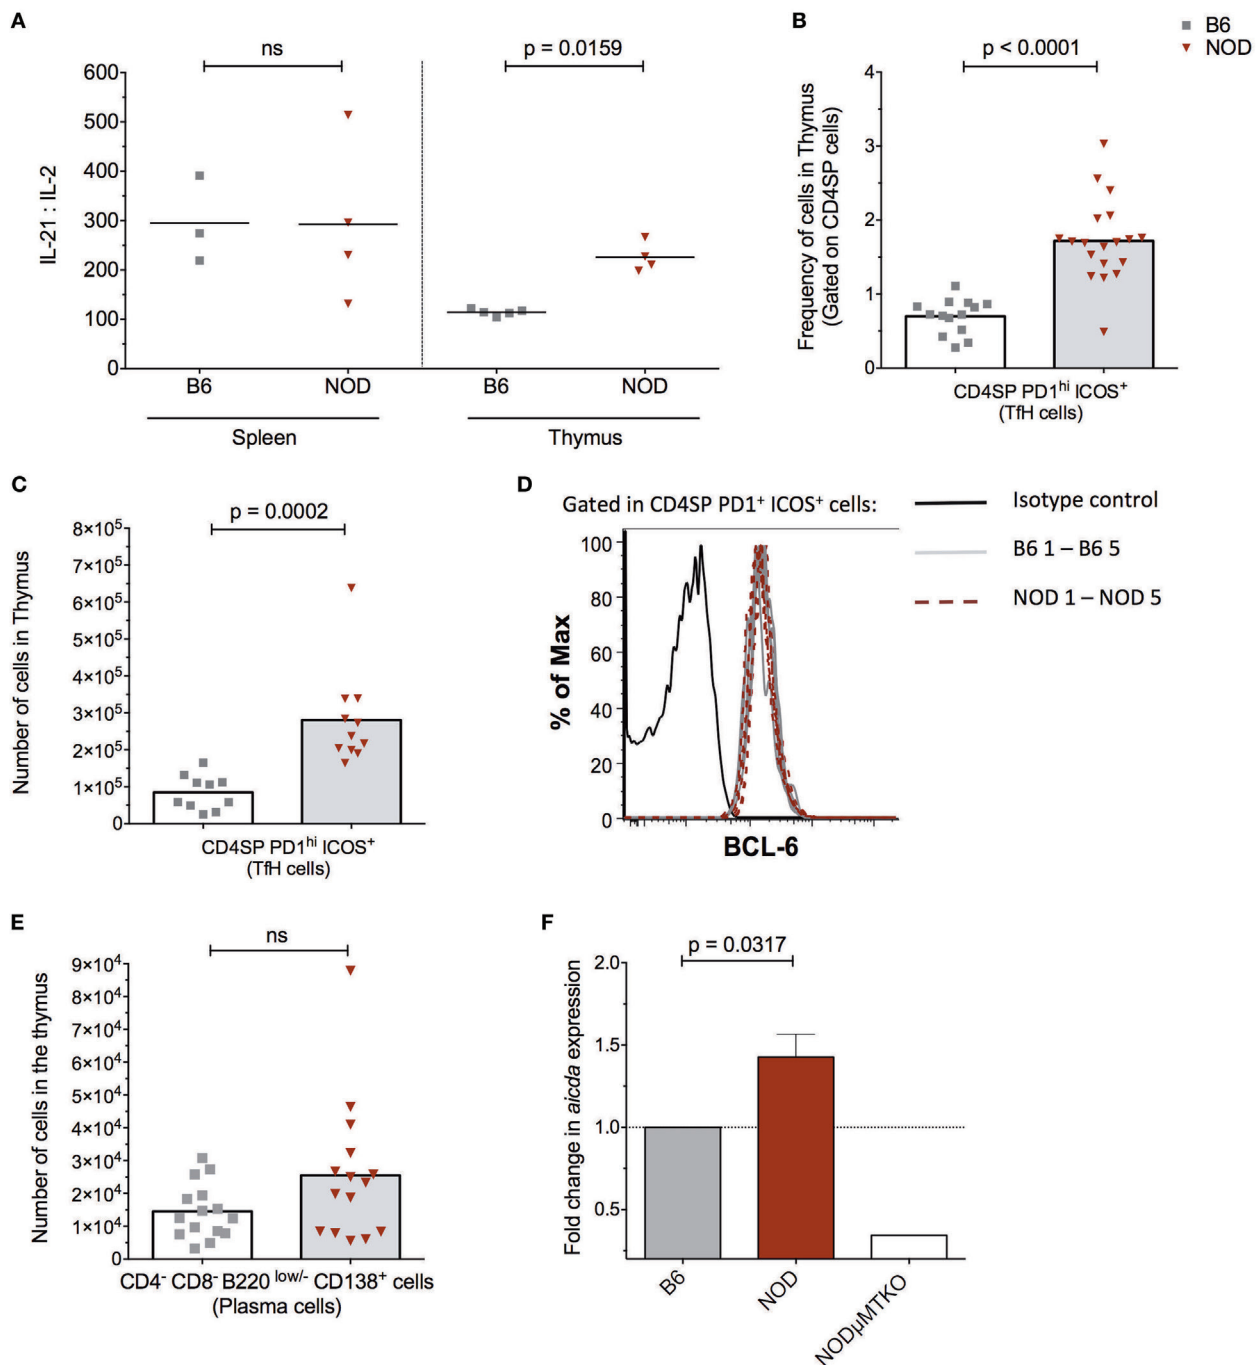 A
ns
p = 0.0159
IL-21 : IL-2
600
500
400
300
200
100
0
B6
NOD
B6
NOD
Spleen
Thymus
B
B6
NOD
p < 0.0001
Frequency of cells in Thymus
(Gated on CD4SP cells)
4
3
2
1
0
CD4SP PD1^hi ICOS⁺
(TfH cells)
C
p = 0.0002
Number of cells in Thymus
8×10⁵
7×10⁵
6×10⁵
5×10⁵
4×10⁵
3×10⁵
2×10⁵
1×10⁵
0
CD4SP PD1^hi ICOS⁺
(TfH cells)
D
Gated in CD4SP PD1⁺ ICOS⁺ cells:
Isotype control
B6 1 – B6 5
NOD 1 – NOD 5
% of Max
100
80
60
40
20
0
BCL-6
E
ns
Number of cells in the thymus
9×10⁴
8×10⁴
7×10⁴
6×10⁴
5×10⁴
4×10⁴
3×10⁴
2×10⁴
1×10⁴
0
CD4⁻ CD8⁻ B220 ^low/- CD138⁺ cells
(Plasma cells)
F
p = 0.0317
Fold change in aicda expression
2.0
1.5
1.0
0.5
B6
NOD
NODµMTKO